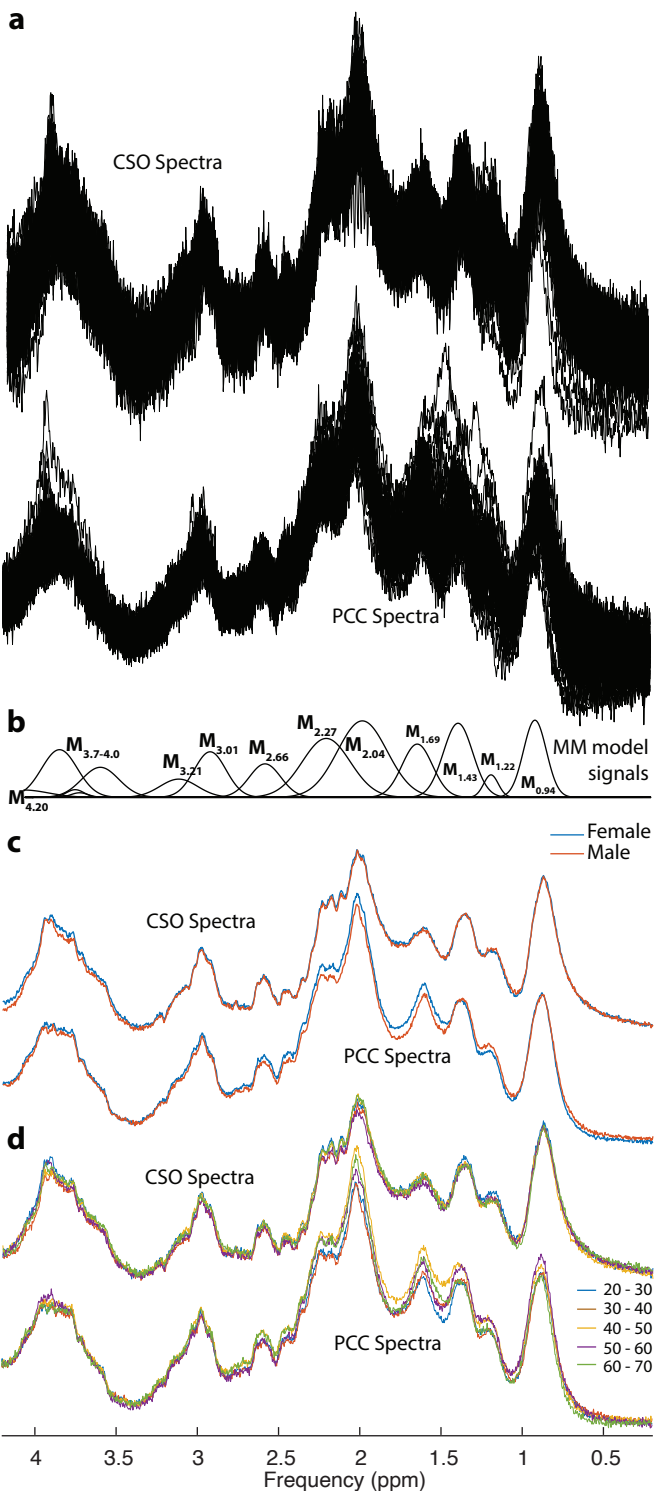 a
CSO Spectra
PCC Spectra
b
M4.20
M3.7-4.0
M3.21
M3.01
M2.66
M2.27
M2.04
M1.69
M1.43
M1.22
M0.94
MM model
signals
c
Female
Male
CSO Spectra
PCC Spectra
d
CSO Spectra
PCC Spectra
20 - 30
30 - 40
40 - 50
50 - 60
60 - 70
4 3.5 3 2.5 2 1.5 1 0.5
Frequency (ppm)